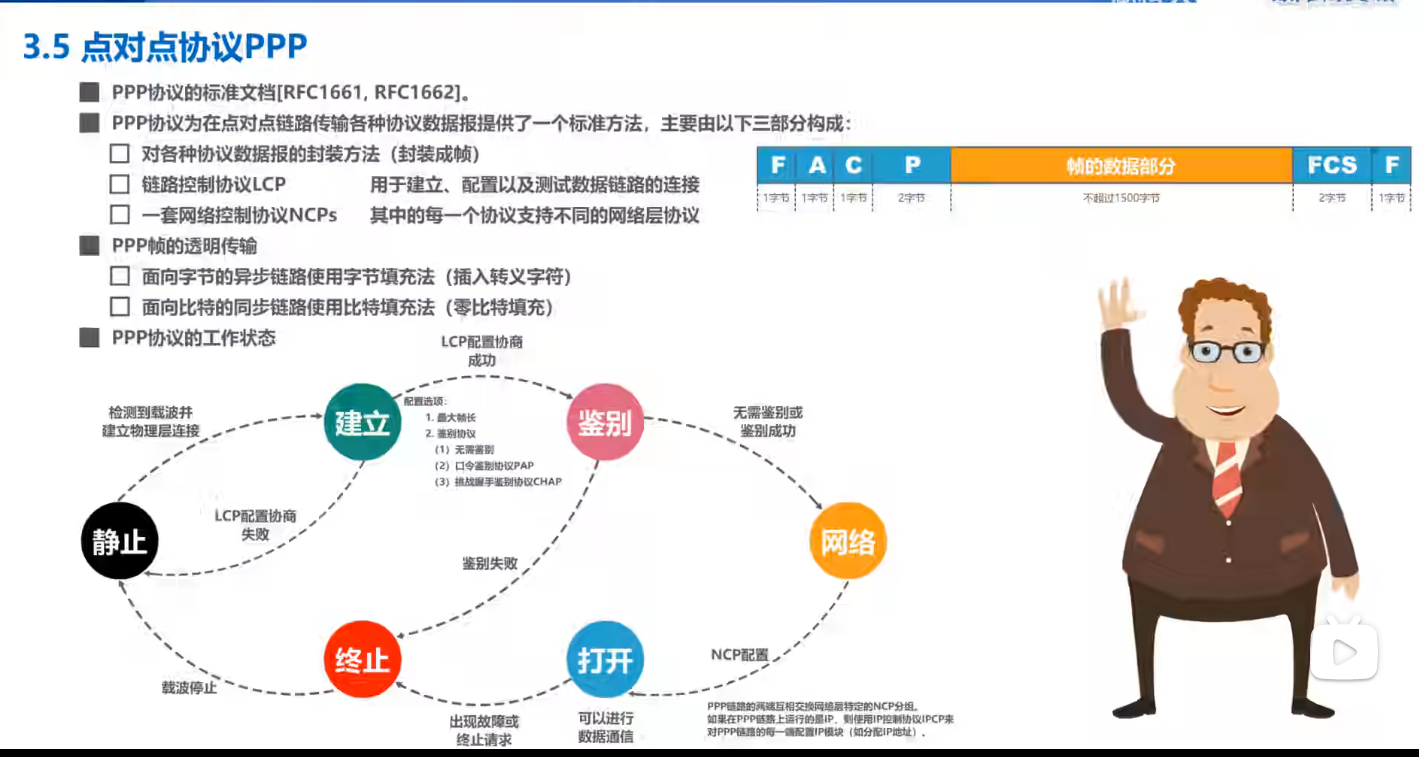 3.5 点对点协议PPP
PPP协议的标准文档[RFC1661, RFC1662]。
PPP协议为在点对点链路传输各种协议数据报提供了一个标准方法，主要由以下三部分构成：
对各种协议数据报的封装方法（封装成帧）
链路控制协议LCP 用于建立、配置以及测试数据链路的连接
一套网络控制协议NCPs 其中的每一个协议支持不同的网络层协议
F A C P 帧的数据部分 FCS F
1字节 1字节 1字节 2字节 不超过1500字节 2字节 1字节
PPP帧的透明传输
面向字节的异步链路使用字节填充法（插入转义字符）
面向比特的同步链路使用比特填充法（零比特填充）
PPP协议的工作状态
LCP配置协商
成功
检测到载波并
建立物理层连接
建立
配置选项：
1. 最大帧长
2. 鉴别协议
（1）无需鉴别
（2）口令鉴别协议PAP
（3）挑战握手鉴别协议CHAP
鉴别
无需鉴别或
鉴别成功
LCP配置协商
失败
静止
鉴别失败
网络
终止
打开
NCP配置
载波停止
出现故障或
终止请求
可以进行
数据通信
PPP链路的两端互相交换网络层特定的NCP分组。
如果在PPP链路上运行的是IP，则使用IP控制协议IPCP来
对PPP链路的每一端配置IP模块（如分配IP地址）。